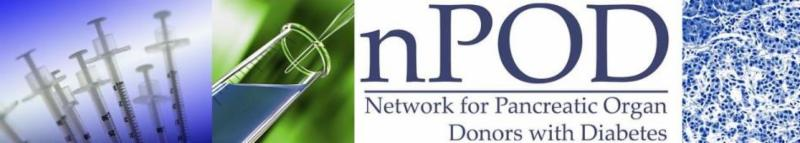 nPOD
Network for Pancreatic Organ
Donors with Diabetes